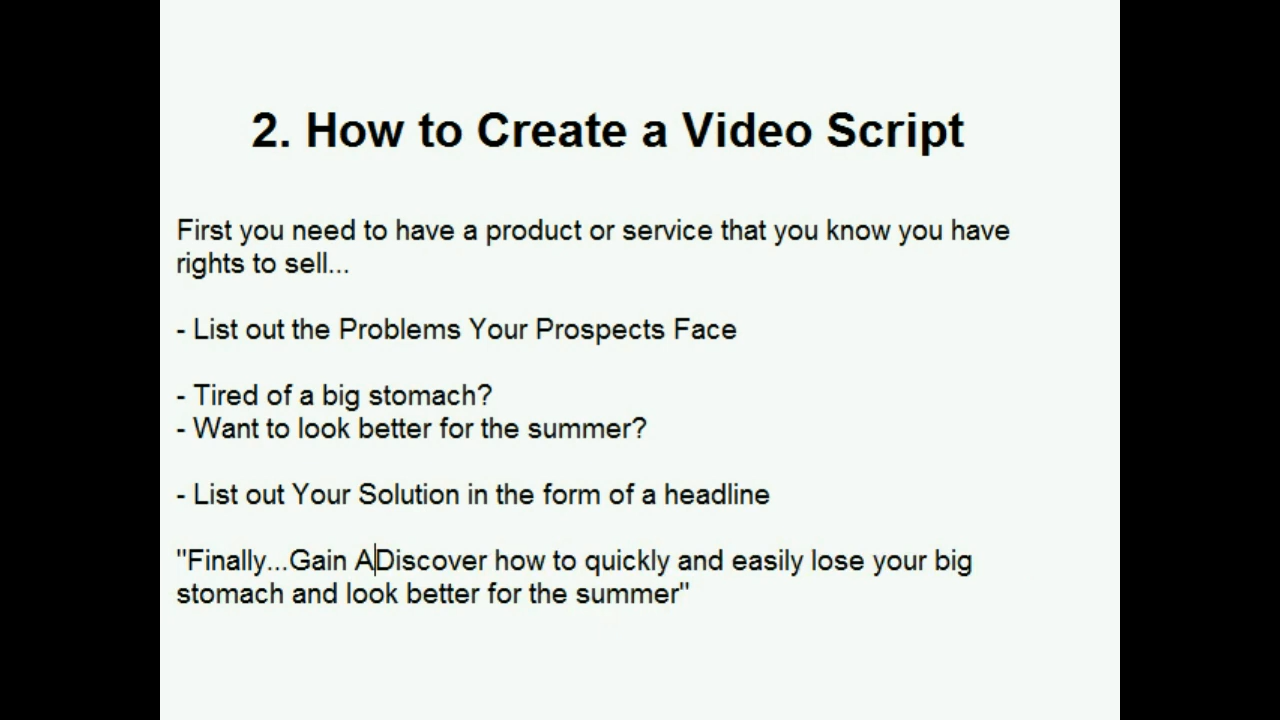 2. How to Create a Video Script
First you need to have a product or service that you know you have
rights to sell...
- List out the Problems Your Prospects Face
- Tired of a big stomach?
- Want to look better for the summer?
- List out Your Solution in the form of a headline
"Finally...Gain ADiscover how to quickly and easily lose your big
stomach and look better for the summer"